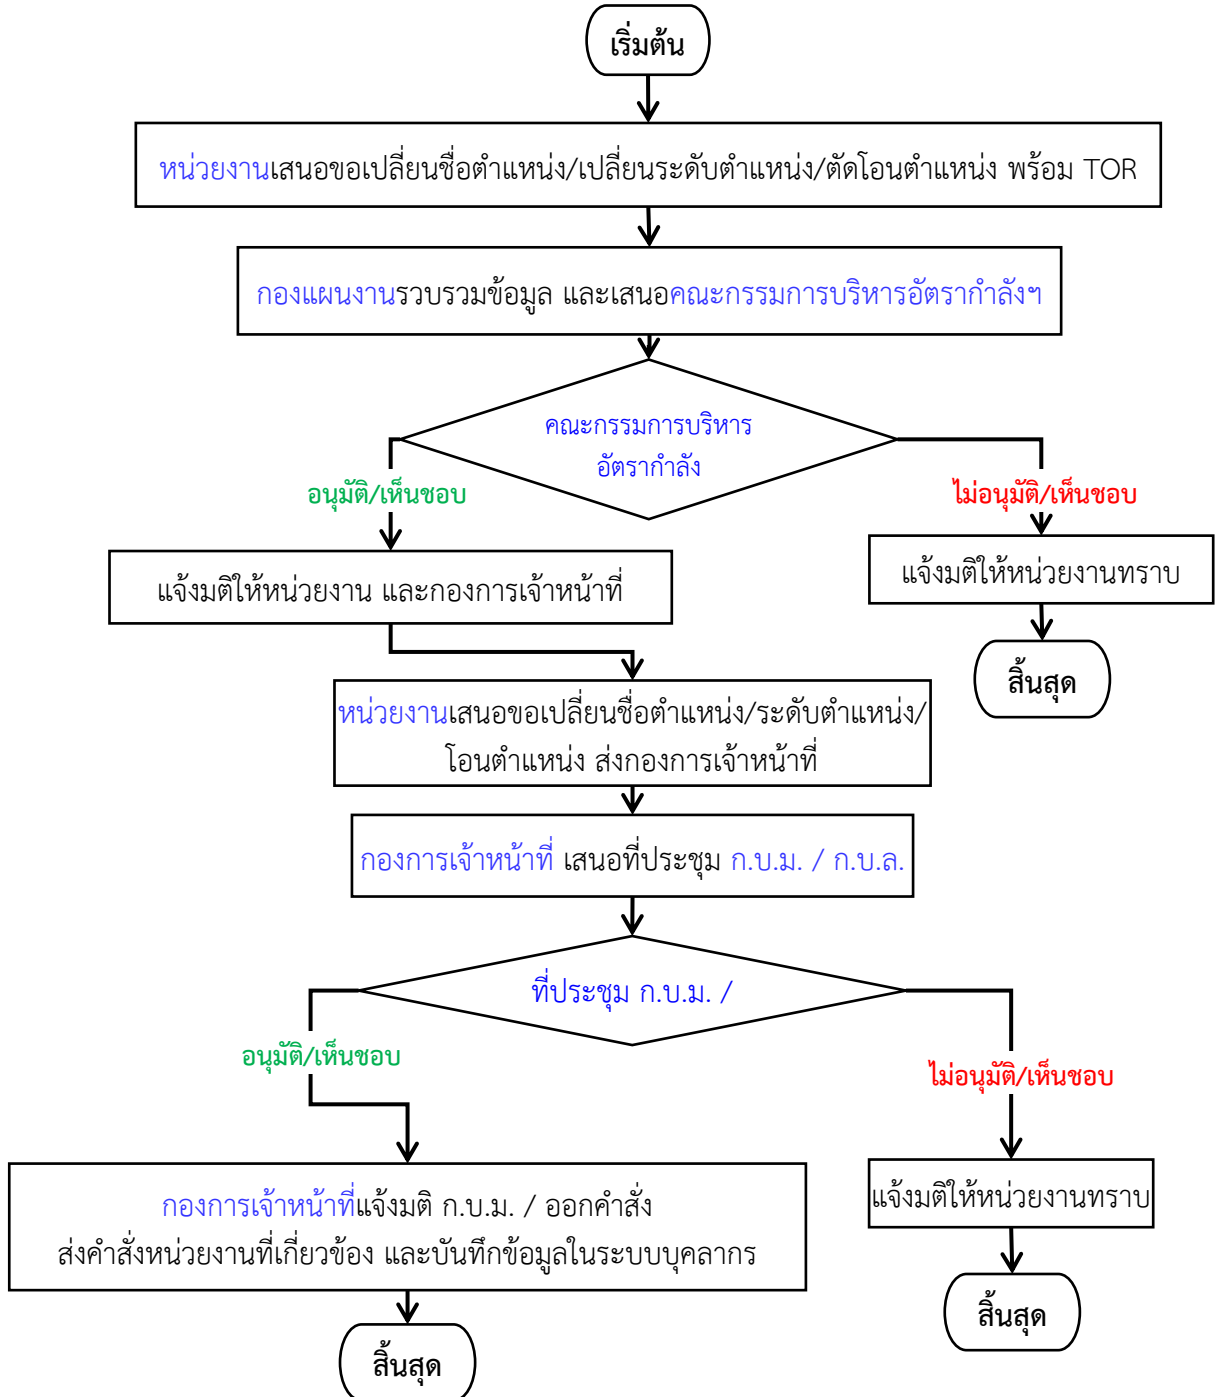 เริ่มต้น
หน่วยงานเสนอขอเปลี่ยนชื่อตำแหน่ง/เปลี่ยนระดับตำแหน่ง/ตัดโอนตำแหน่ง พร้อม TOR
กองแผนงานรวบรวมข้อมูล และเสนอคณะกรรมการบริหารอัตรากำลังฯ
คณะกรรมการบริหาร
อัตรากำลัง
อนุมัติ/เห็นชอบ
ไม่อนุมัติ/เห็นชอบ
แจ้งมติให้หน่วยงาน และกองการเจ้าหน้าที่
แจ้งมติให้หน่วยงานทราบ
สิ้นสุด
หน่วยงานเสนอขอเปลี่ยนชื่อตำแหน่ง/ระดับตำแหน่ง/
โอนตำแหน่ง ส่งกองการเจ้าหน้าที่
กองการเจ้าหน้าที่ เสนอที่ประชุม ก.บ.ม. / ก.บ.ล.
ที่ประชุม ก.บ.ม. /
อนุมัติ/เห็นชอบ
ไม่อนุมัติ/เห็นชอบ
กองการเจ้าหน้าที่แจ้งมติ ก.บ.ม. / ออกคำสั่ง
ส่งคำสั่งหน่วยงานที่เกี่ยวข้อง และบันทึกข้อมูลในระบบบุคลากร
แจ้งมติให้หน่วยงานทราบ
สิ้นสุด
สิ้นสุด